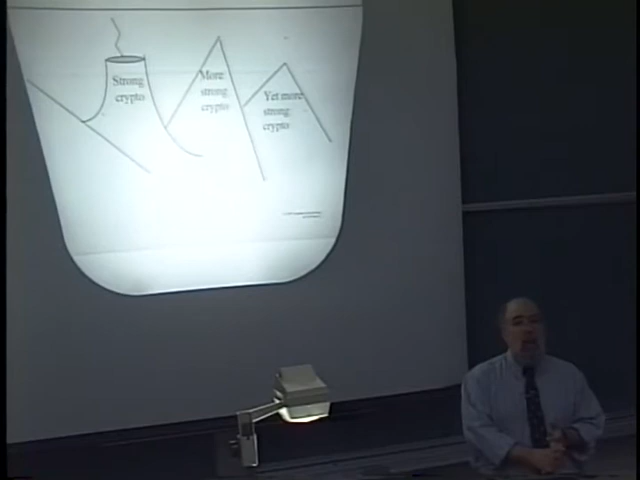 Strong
crypto
More
strong
crypto
Yet more
strong
crypto